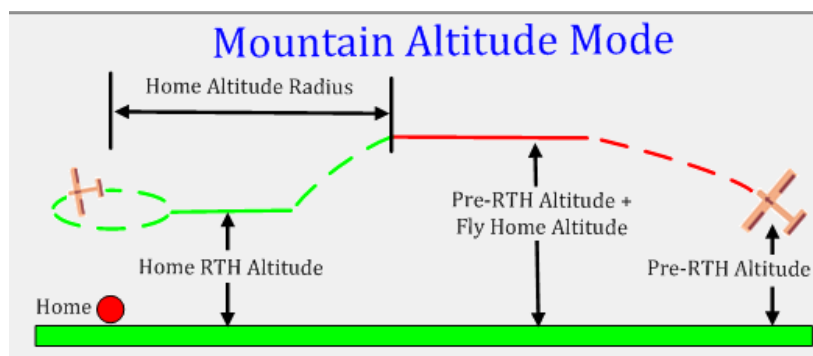 Mountain Altitude Mode
Home Altitude Radius
Pre-RTH Altitude +
Fly Home Altitude
Home RTH Altitude
Pre-RTH Altitude
Home